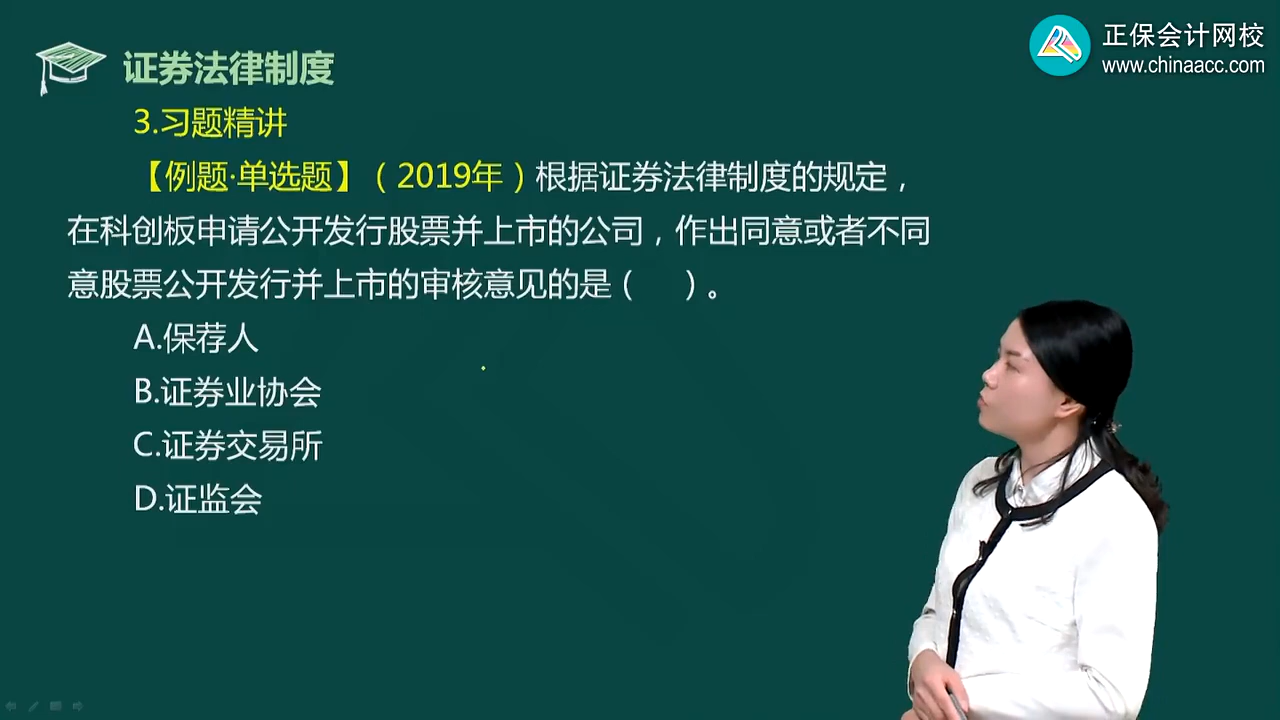 正保会计网校
www.chinaacc.com
证券法律制度
3.习题精讲
【例题·单选题】（2019年）根据证券法律制度的规定，
在科创板申请公开发行股票并上市的公司，作出同意或者不同
意股票公开发行并上市的审核意见的是（　　）。
A.保荐人
B.证券业协会
C.证券交易所
D.证监会